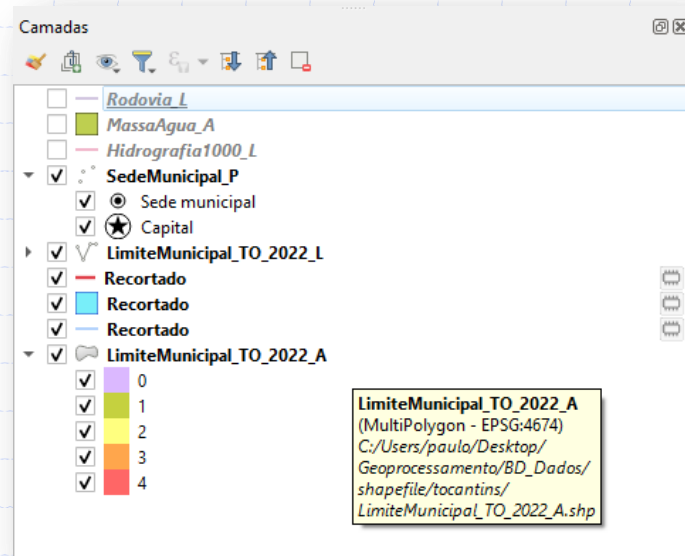 Camadas
Rodovia_L
MassaAgua_A
Hidrografia1000_L
SedeMunicipal_P
Sede municipal
Capital
LimiteMunicipal_TO_2022_L
Recortado
Recortado
Recortado
LimiteMunicipal_TO_2022_A
0
1
2
3
4
LimiteMunicipal_TO_2022_A
(MultiPolygon - EPSG:4674)
C:/Users/paulo/Desktop/
Geoprocessamento/BD_Dados/
shapefile/tocantins/
LimiteMunicipal_TO_2022_A.shp